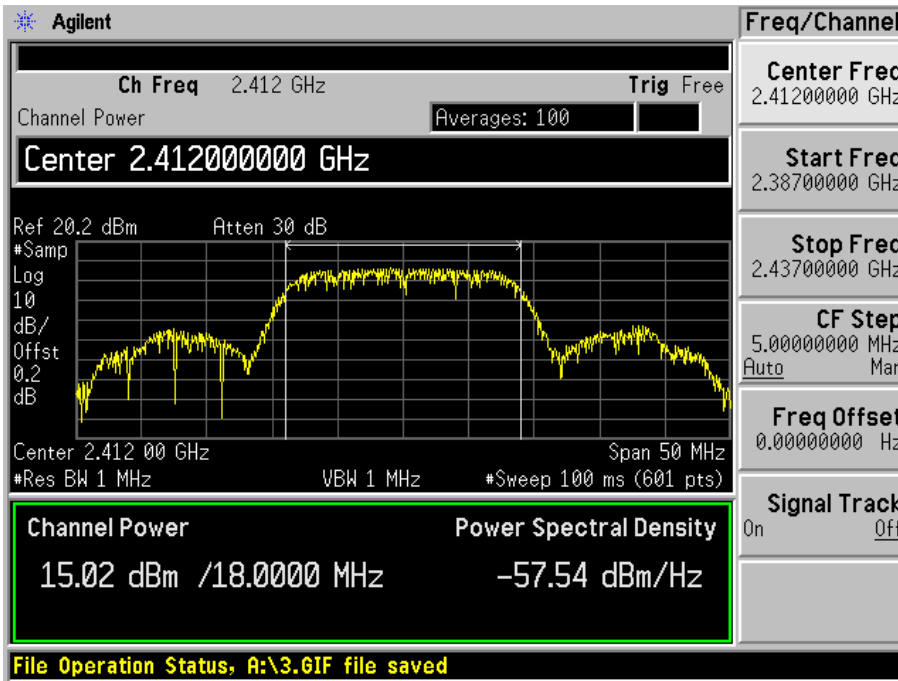 Agilent
Freq/Channel
Ch Freq 2.412 GHz Trig Free
Channel Power Averages: 100
Center 2.412000000 GHz
Ref 20.2 dBm Atten 30 dB
#Samp
Log
10
dB/
Offst
0.2
dB
Center 2.412 00 GHz Span 50 MHz
#Res BW 1 MHz VBW 1 MHz #Sweep 100 ms (601 pts)
Channel Power Power Spectral Density
15.02 dBm /18.0000 MHz -57.54 dBm/Hz
File Operation Status, A:\3.GIF file saved
Center Freq
2.41200000 GHz
Start Freq
2.38700000 GHz
Stop Freq
2.43700000 GHz
CF Step
5.00000000 MHz
Auto Man
Freq Offset
0.00000000 Hz
Signal Track
On Off